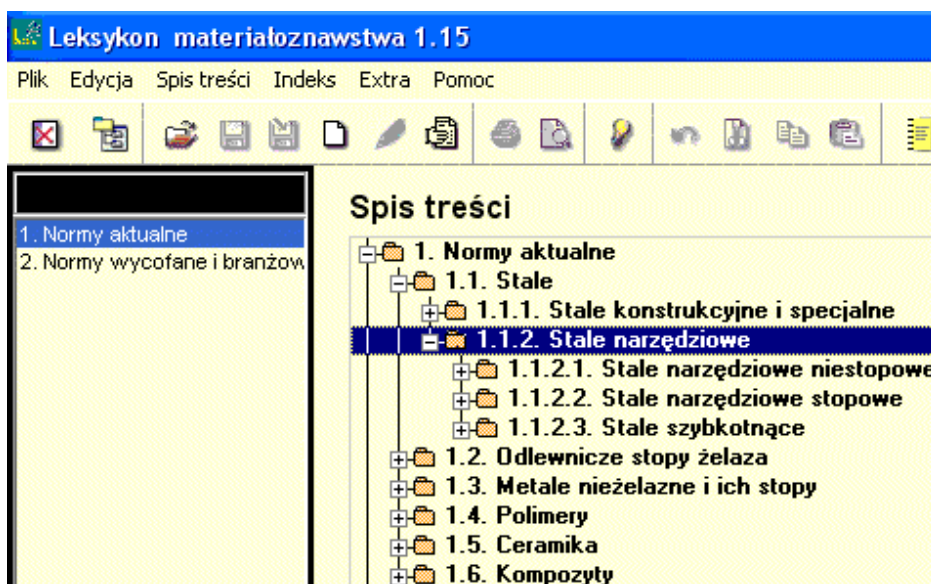 Leksykon materiałoznawstwa 1.15
Plik Edycja Spis treści Indeks Extra Pomoc
1. Normy aktualne
2. Normy wycofane i branżow
Spis treści
1. Normy aktualne
1.1. Stale
1.1.1. Stale konstrukcyjne i specjalne
1.1.2. Stale narzędziowe
1.1.2.1. Stale narzędziowe niestopowe
1.1.2.2. Stale narzędziowe stopowe
1.1.2.3. Stale szybkotnące
1.2. Odlewnicze stopy żelaza
1.3. Metale nieżelazne i ich stopy
1.4. Polimery
1.5. Ceramika
1.6. Kompozyty